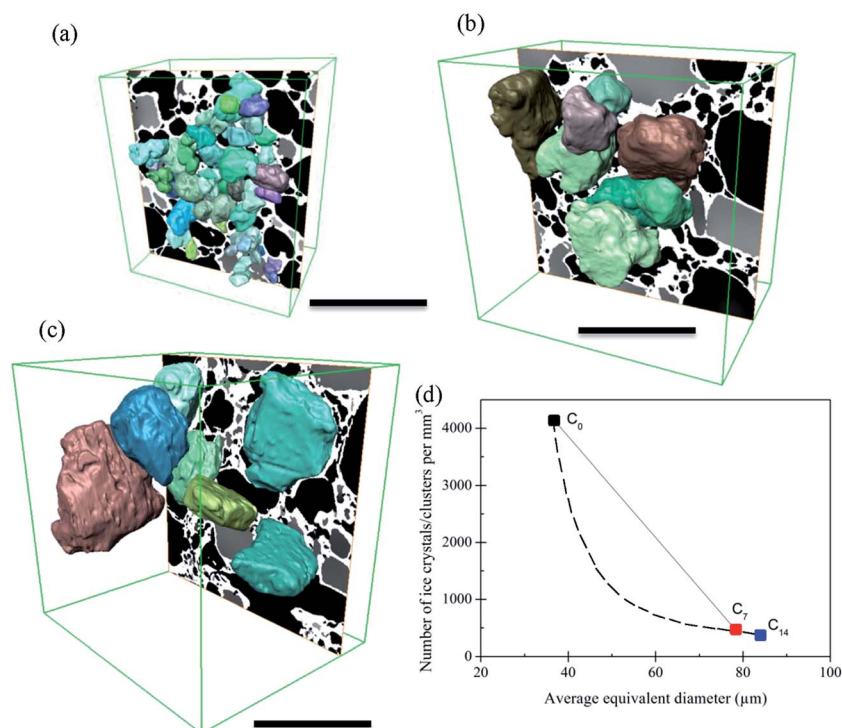 (a)
(b)
(c)
(d)
Number of ice crystals/clusters per mm³
4000
3000
2000
1000
0
C₀
C₇
C₁₄
20
40
60
80
100
Average equivalent diameter (µm)